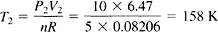 T₂ = P₂V₂ / nR = 10 × 6.47 / 5 × 0.08206 = 158 K